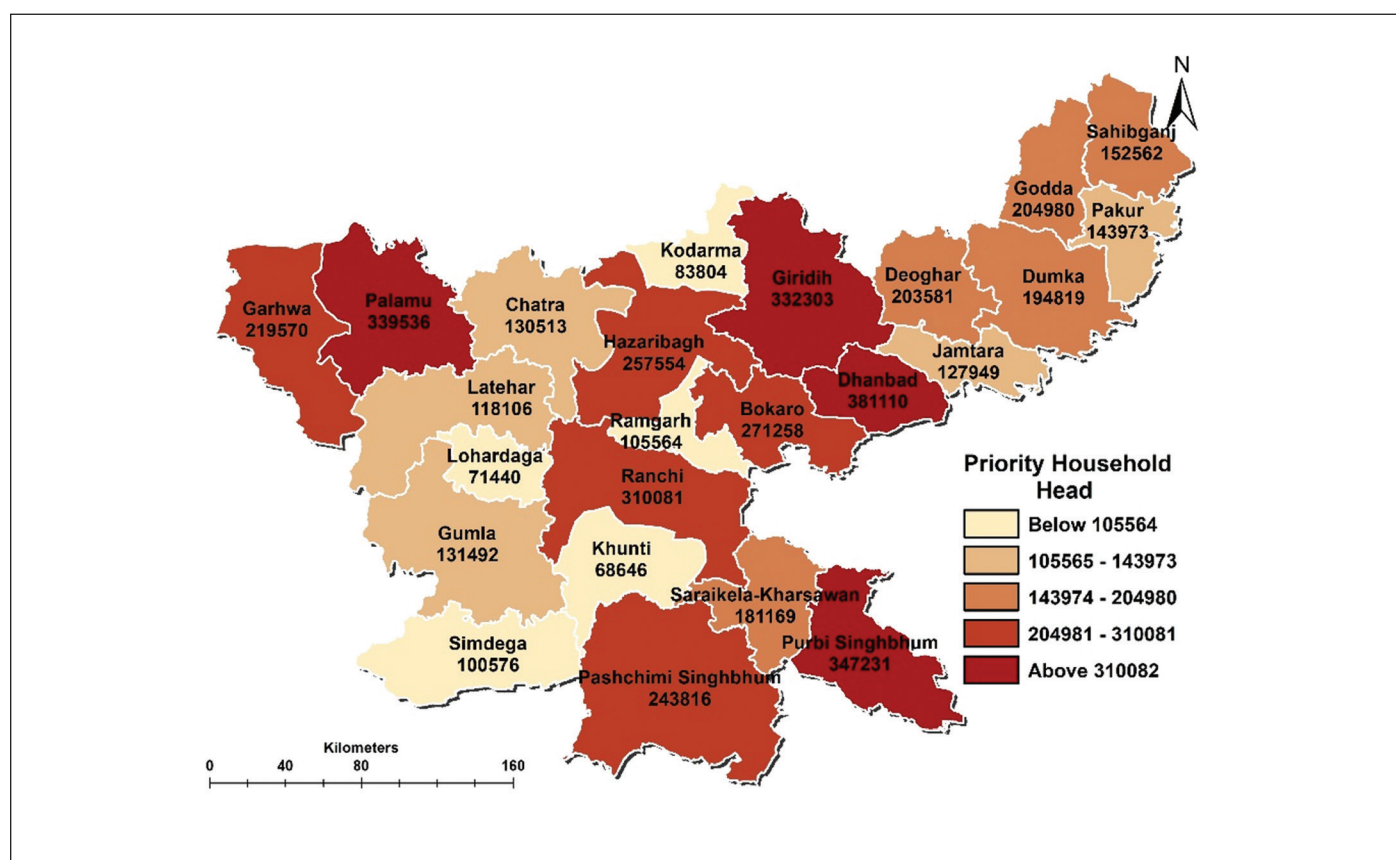 N
Sahibganj
152562
Godda
204980
Pakur
143973
Kodarma
83804
Giridih
332303
Deoghar
203581
Dumka
194819
Garhwa
219570
Palamu
339536
Chatra
130513
Hazaribagh
257554
Jamtara
127949
Dhanbad
381110
Latehar
118106
Ramgarh
105564
Bokaro
271258
Lohardaga
71440
Ranchi
310081
Gumla
131492
Khunti
68646
Saraikela-Kharsawan
181169
Simdega
100576
Pashchimi Singhbhum
243816
Purbi Singhbhum
347231
Priority Household
Head
Below 105564
105565 - 143973
143974 - 204980
204981 - 310081
Above 310082
Kilometers
0 40 80 160